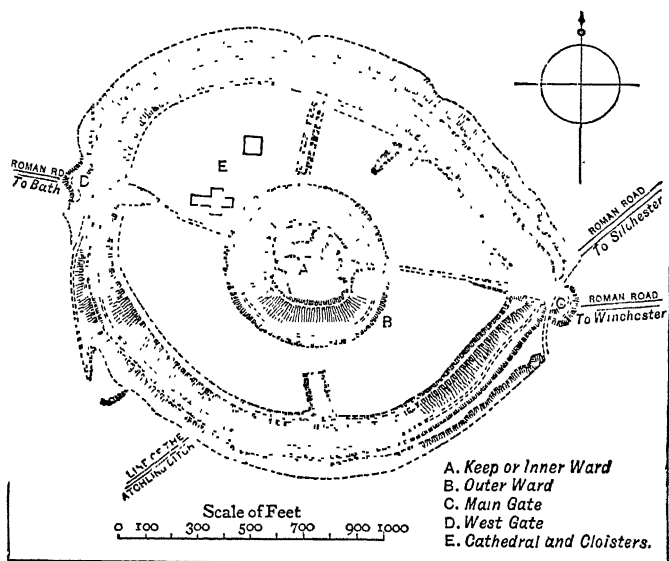 ROMAN RD
To Bath
D
E
A
B
C
ROMAN ROAD
To Silchester
ROMAN ROAD
To Winchester
LINE OF THE
ATCHLING DITCH
A. Keep or Inner Ward
B. Outer Ward
C. Main Gate
D. West Gate
E. Cathedral and Cloisters.
Scale of Feet
0 100 300 500 700 900 1000